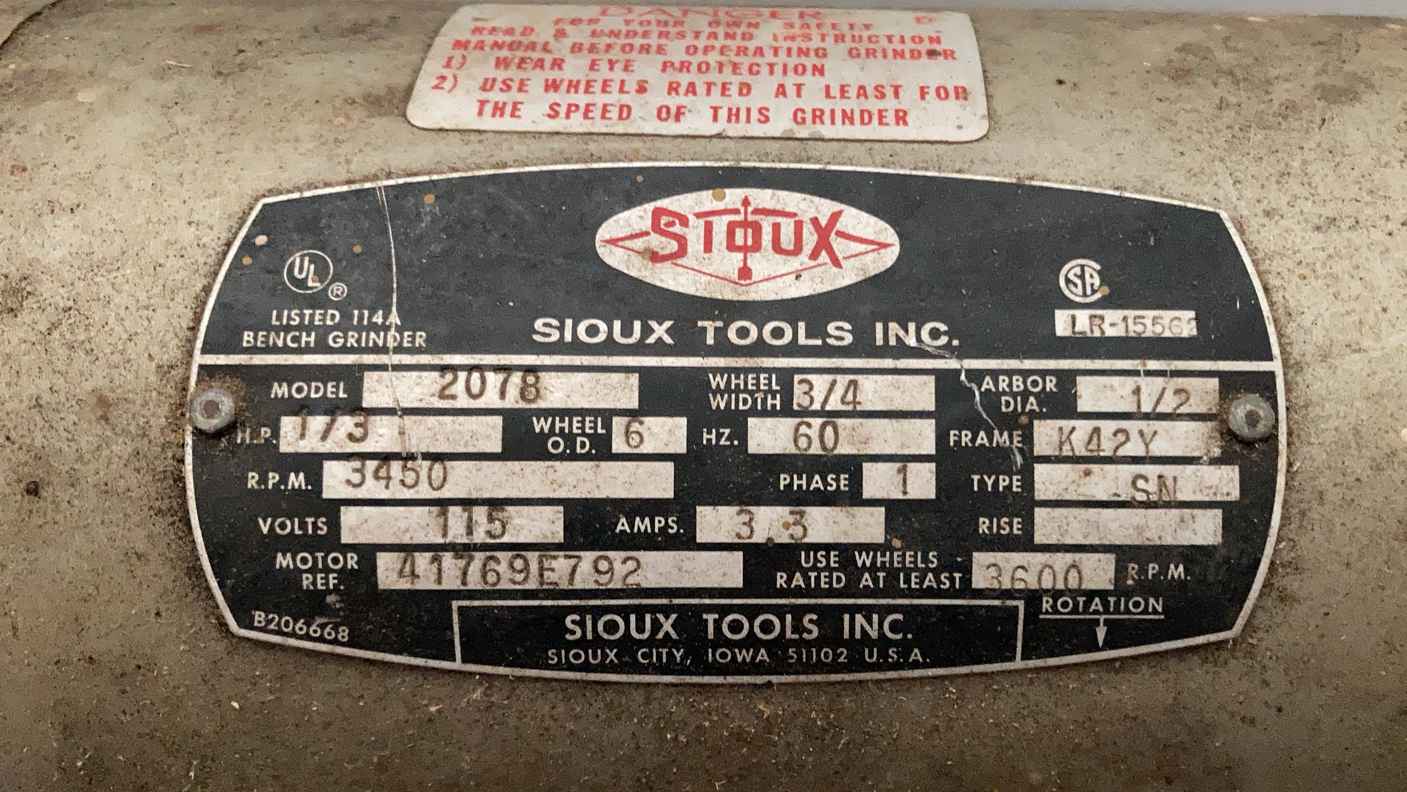 DANGER
FOR YOUR OWN SAFETY
READ & UNDERSTAND INSTRUCTION
MANUAL BEFORE OPERATING GRINDER
1) WEAR EYE PROTECTION
2) USE WHEELS RATED AT LEAST FOR
THE SPEED OF THIS GRINDER
SIOUX
UL ®
LISTED 114A
BENCH GRINDER
SIOUX TOOLS INC.
SA
LR-15562
MODEL 2078 WHEEL WIDTH 3/4 ARBOR DIA. 1/2
H.P. 1/3 WHEEL O.D. 6 HZ. 60 FRAME K42Y
R.P.M. 3450 PHASE 1 TYPE SN
VOLTS 115 AMPS. 3.3 RISE
MOTOR REF. 41769E792 USE WHEELS RATED AT LEAST 3600 R.P.M.
ROTATION
B206668
SIOUX TOOLS INC.
SIOUX CITY, IOWA 51102 U.S.A.